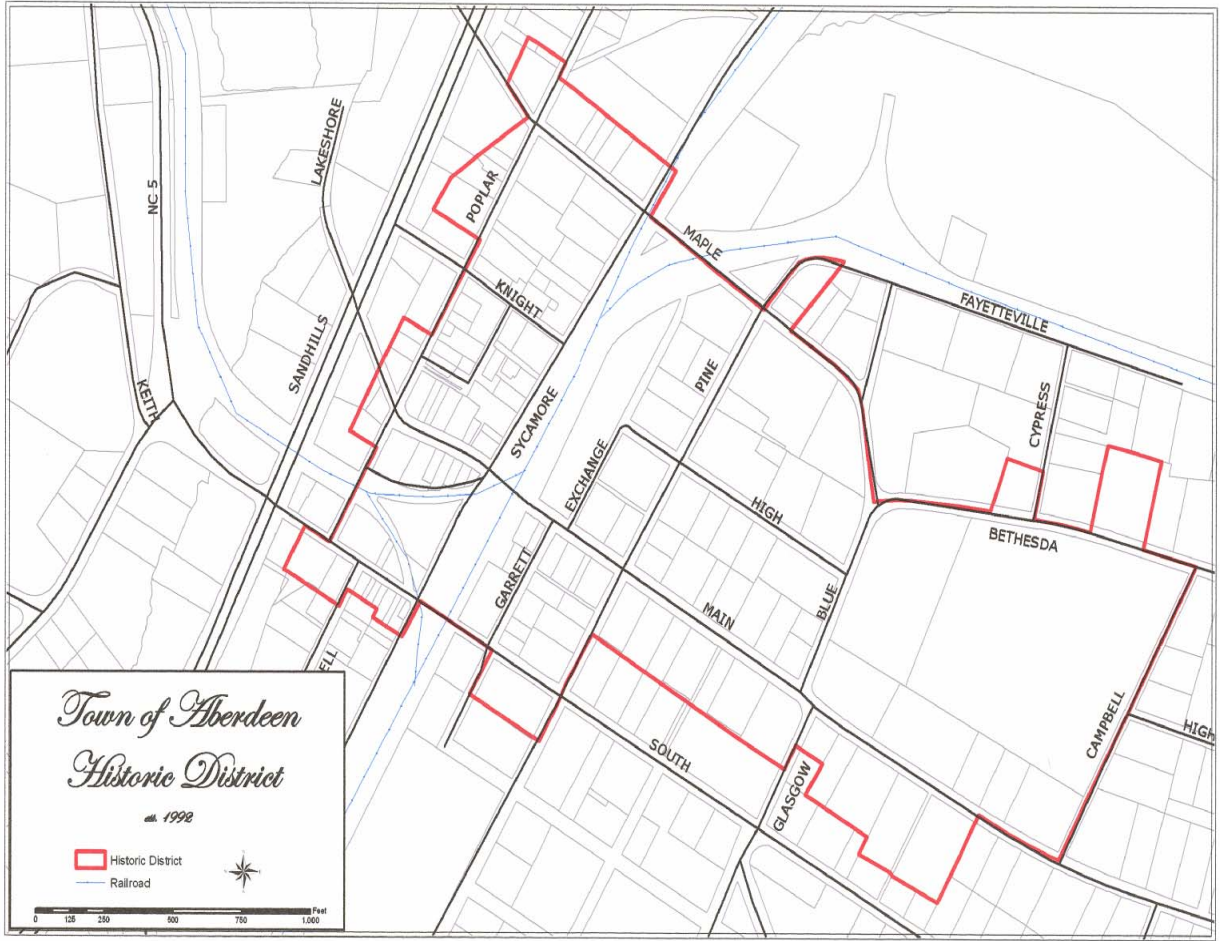 LAKESHORE
NC 5
POPLAR
MAPLE
KNIGHT
FAYETTEVILLE
SANDHILLS
PINE
KEITH
CYPRESS
SYCAMORE
EXCHANGE
HIGH
BETHESDA
GARRETT
BLUE
MAIN
ELL
CAMPBELL
HIGH
SOUTH
GLASGOW
Town of Aberdeen
Historic District
est. 1992
Historic District
Railroad
Feet
0 125 250 500 750 1,000